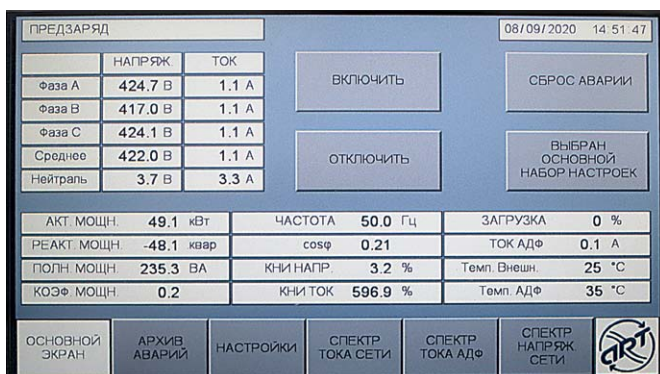 ПРЕДЗАРЯД 08/09/2020 14 51 47
НАПРЯЖ. ТОК
Фаза A 424.7 В 1.1 А
Фаза B 417.0 В 1.1 А
Фаза C 424.1 В 1.1 А
Среднее 422.0 В 1.1 А
Нейтраль 3.7 В 3.3 А
ВКЛЮЧИТЬ
СБРОС АВАРИИ
ОТКЛЮЧИТЬ
ВЫБРАН
ОСНОВНОЙ
НАБОР НАСТРОЕК
АКТ. МОЩН. 49.1 кВт ЧАСТОТА 50.0 Гц ЗАГРУЗКА 0 %
РЕАКТ. МОЩН. -48.1 квар cosφ 0.21 ТОК АДФ 0.1 А
ПОЛН. МОЩН. 235.3 ВА КНИ НАПР. 3.2 % Темп. Внешн. 25 °C
КОЭФ. МОЩН. 0.2 КНИ ТОК 596.9 % Темп. АДФ 35 °C
ОСНОВНОЙ
ЭКРАН
АРХИВ
АВАРИЙ
НАСТРОЙКИ
СПЕКТР
ТОКА СЕТИ
СПЕКТР
ТОКА АДФ
СПЕКТР
НАПРЯЖ.
СЕТИ
ART